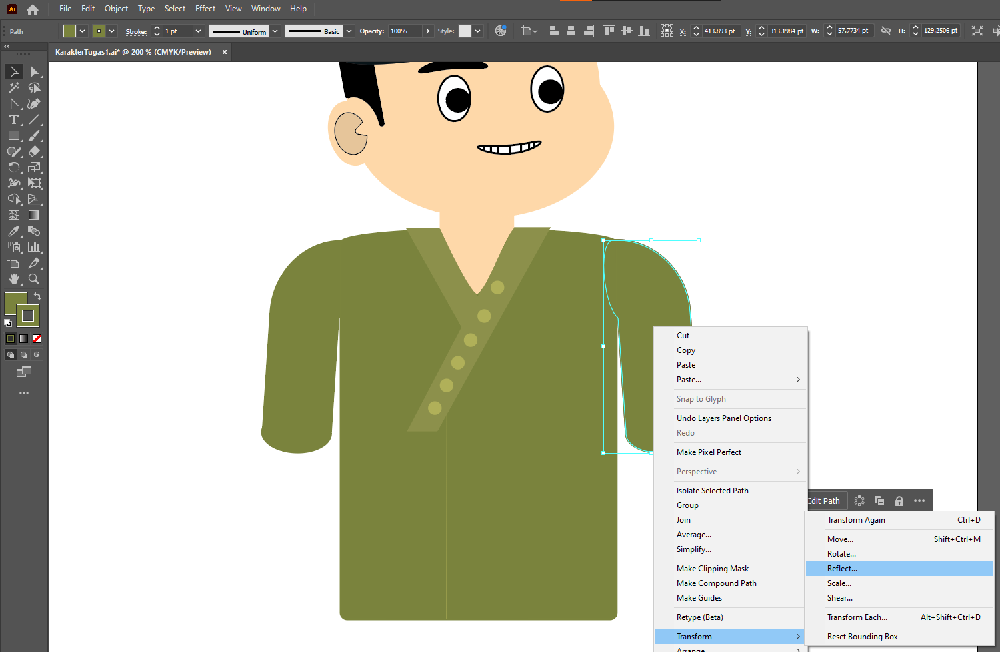 Ai File Edit Object Type Select Effect View Window Help
Path Stroke: 1 pt Uniform Basic Opacity: 100% Style: X: 413.893 pt Y: 313.1984 pt W: 57.7734 pt H: 129.2506 pt
KarakterTugas1.ai* @ 200 % (CMYK/Preview) ×
Cut
Copy
Paste
Paste...
Snap to Glyph
Undo Layers Panel Options
Redo
Make Pixel Perfect
Perspective
Isolate Selected Path
Group
Join
Average...
Simplify...
Make Clipping Mask
Make Compound Path
Make Guides
Retype (Beta)
Transform
Arrange
Edit Path
Transform Again Ctrl+D
Move... Shift+Ctrl+M
Rotate...
Reflect...
Scale...
Shear...
Transform Each... Alt+Shift+Ctrl+D
Reset Bounding Box